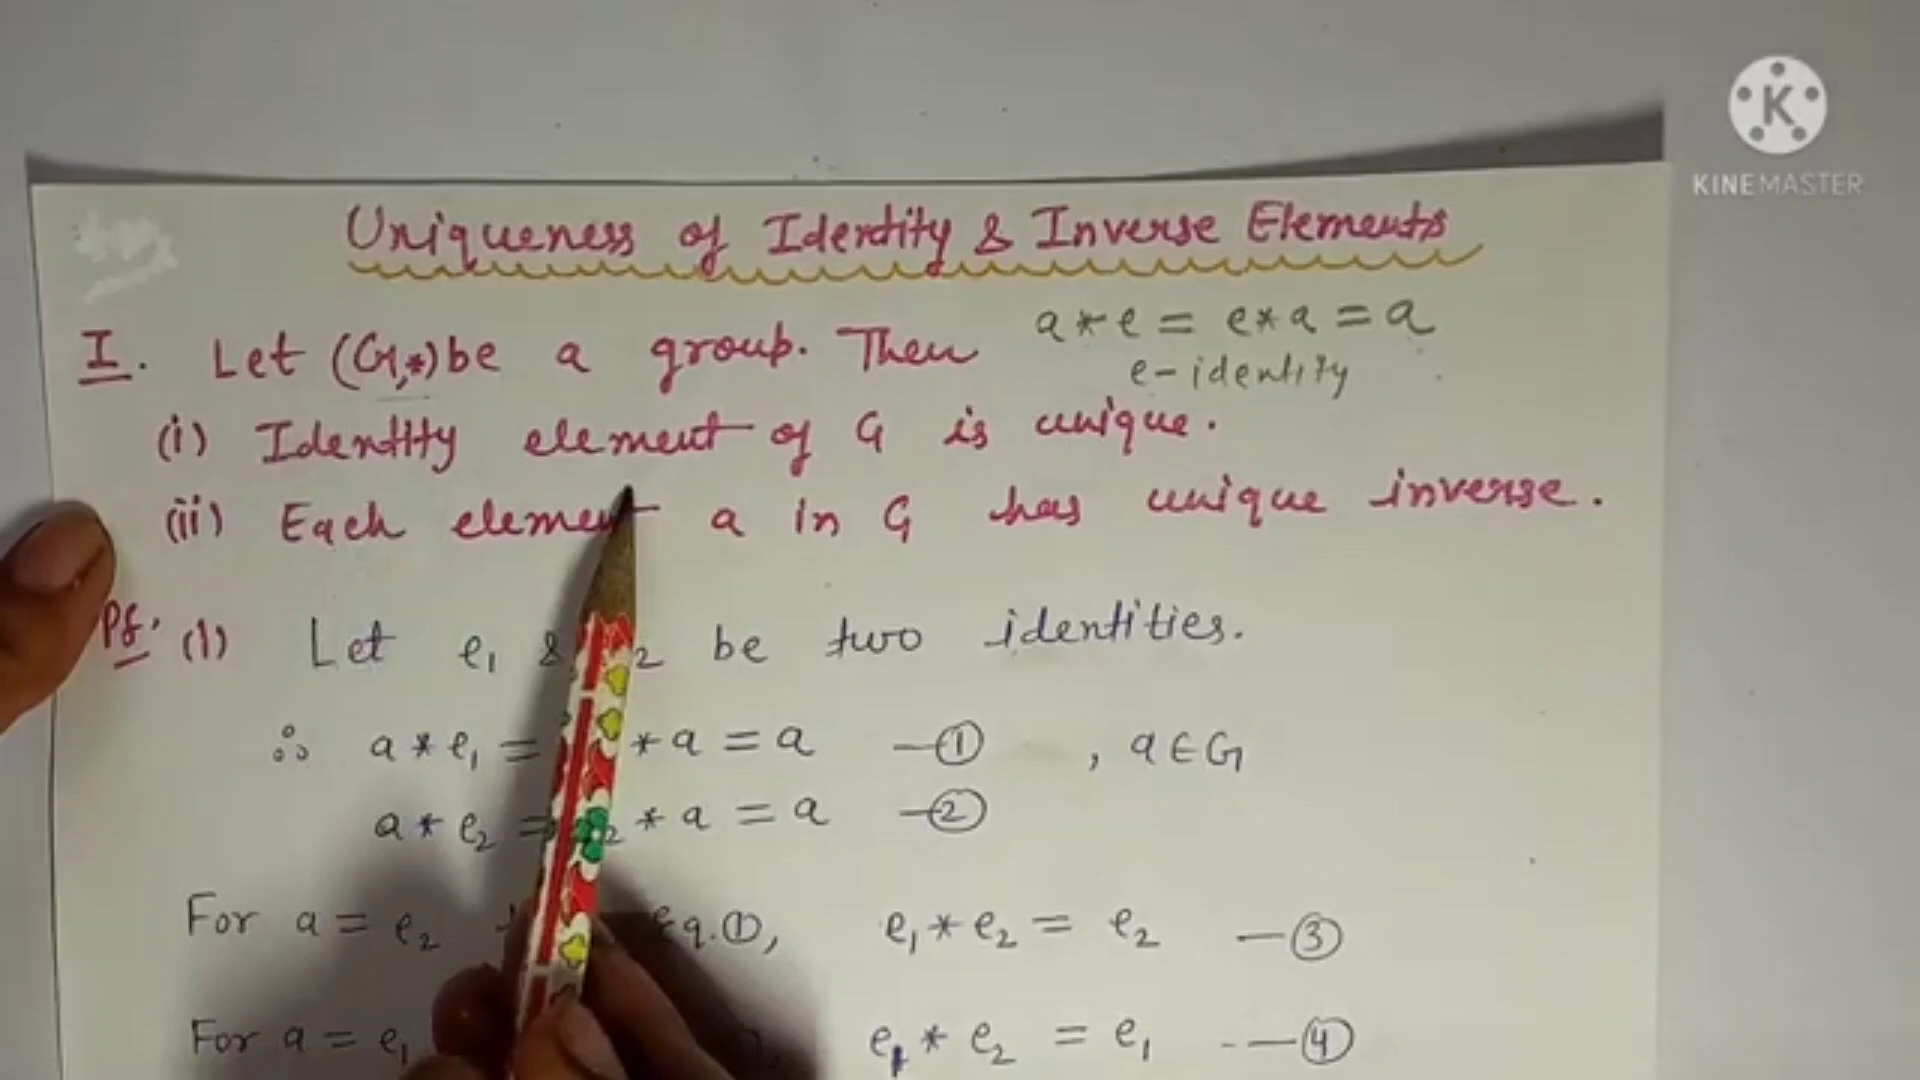 KINEMASTER
Uniqueness of Identity & Inverse Elements
I. Let (G,*) be a group. Then
a * e = e * a = a
e - identity
(i) Identity element of G is unique.
(ii) Each element a in G has unique inverse.
Pf. (i) Let e₁ & 2 be two identities.
∴ a * e₁ = * a = a —① , a ∈ G
a * e₂ = 2 * a = a —②
For a = e₂ Eq. ①, e₁ * e₂ = e₂ —③
For a = e₁ e₁ * e₂ = e₁ —④